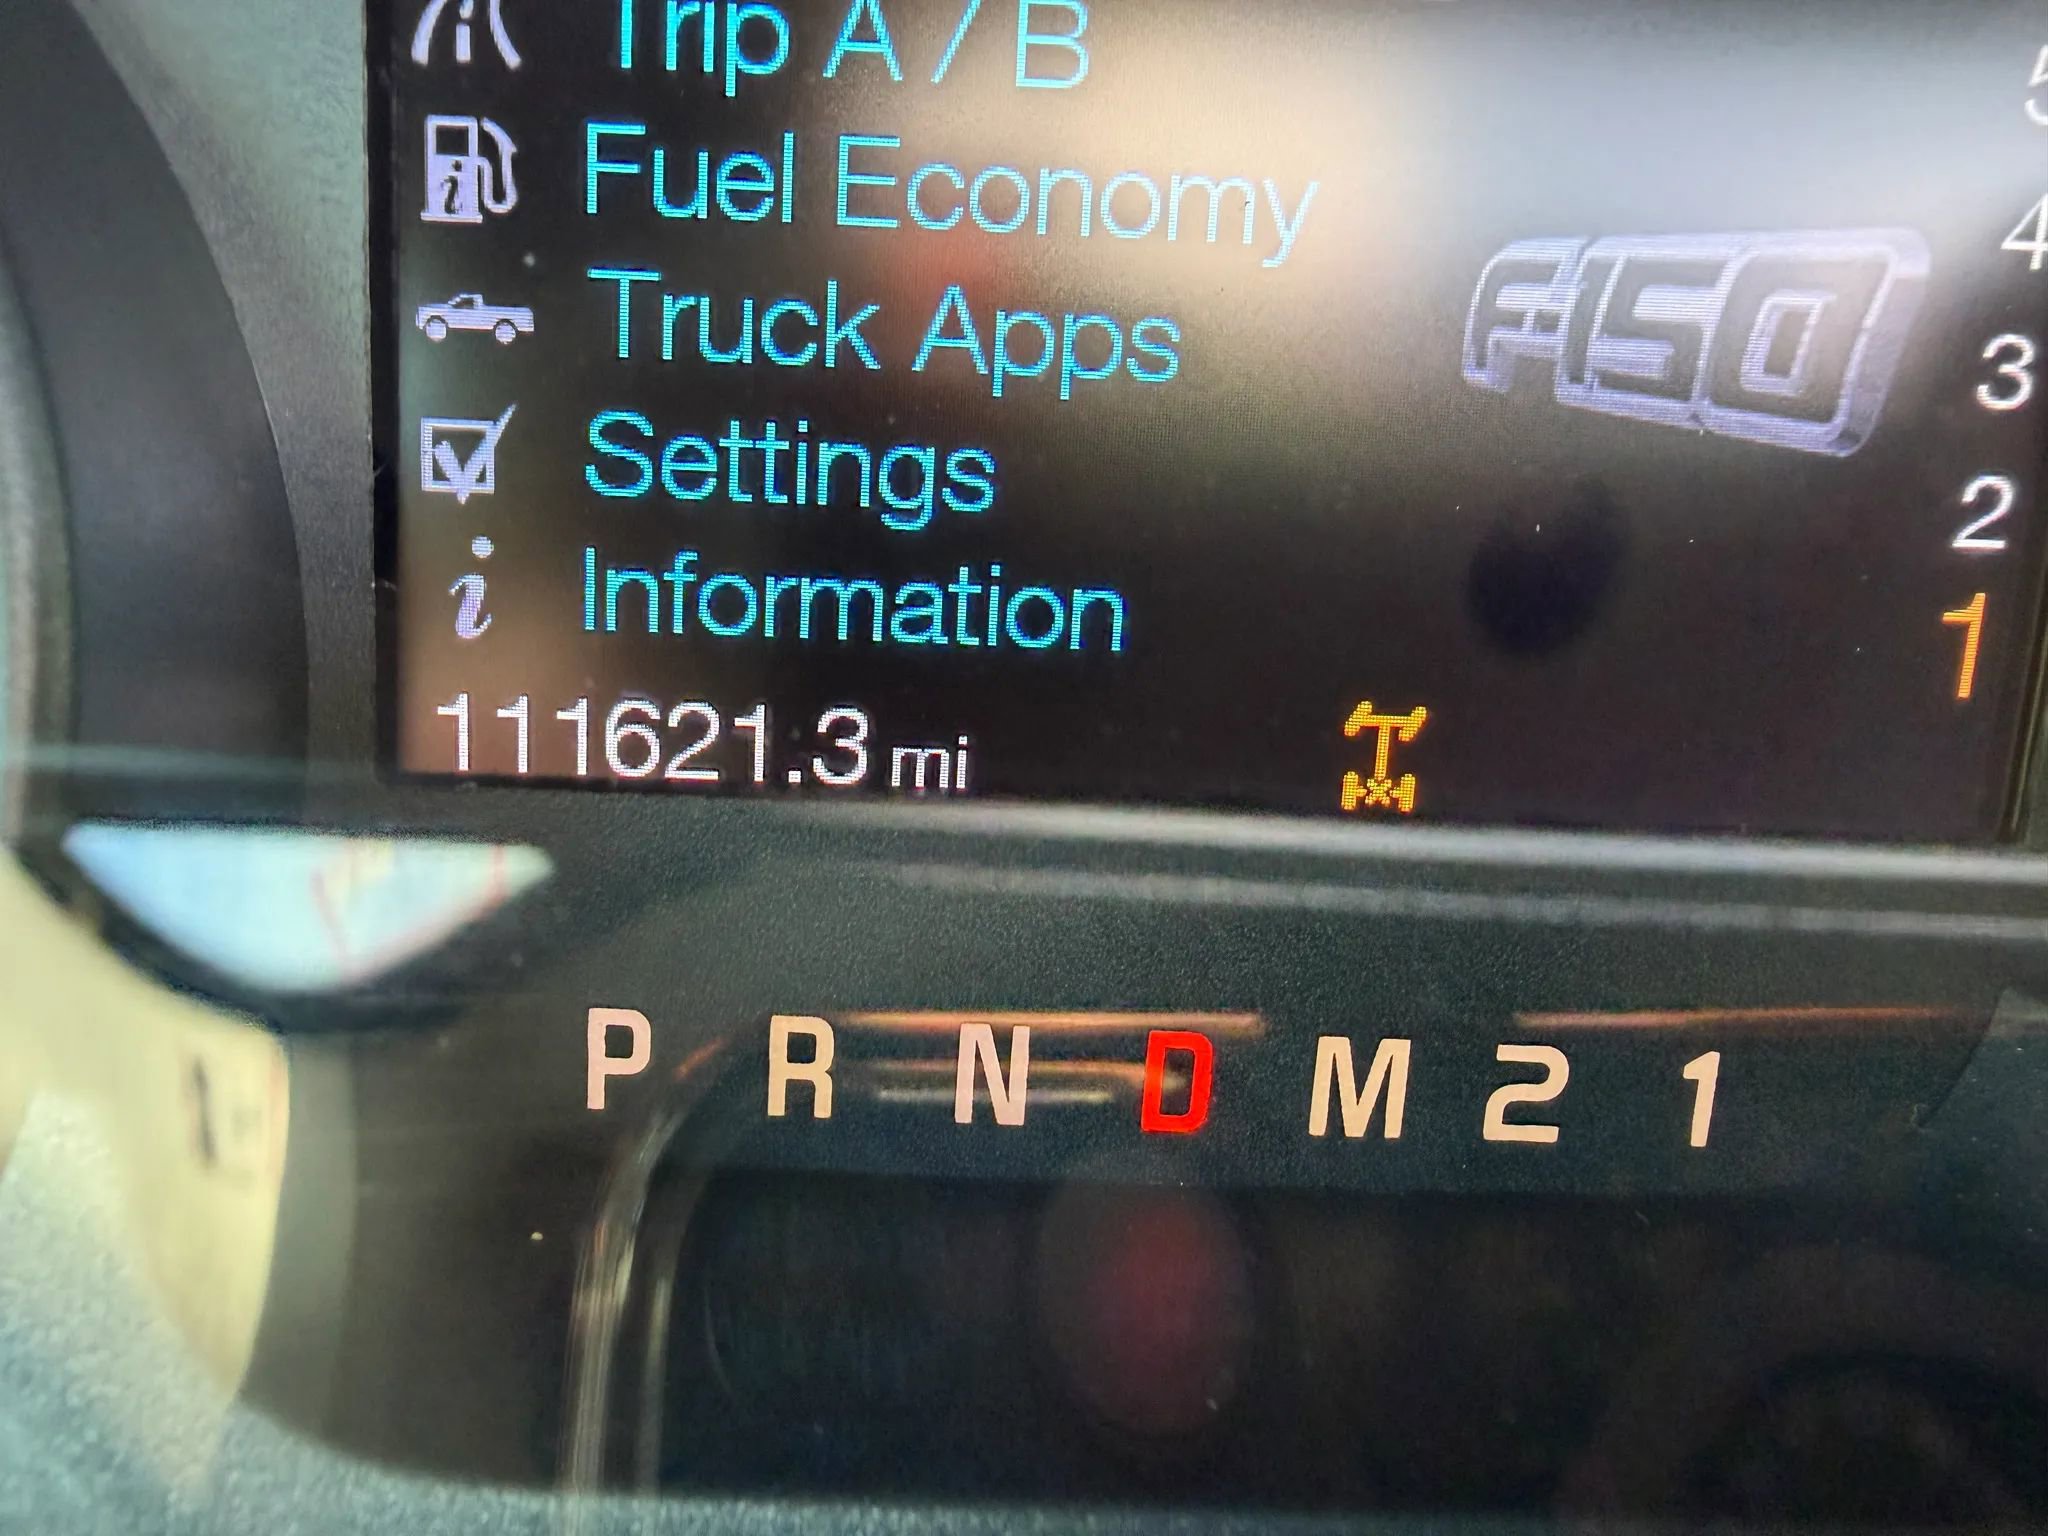 Trip A / B
Fuel Economy
Truck Apps
Settings
Information
F-150
5
4
3
2
1
111621.3 mi
P R N D M 2 1